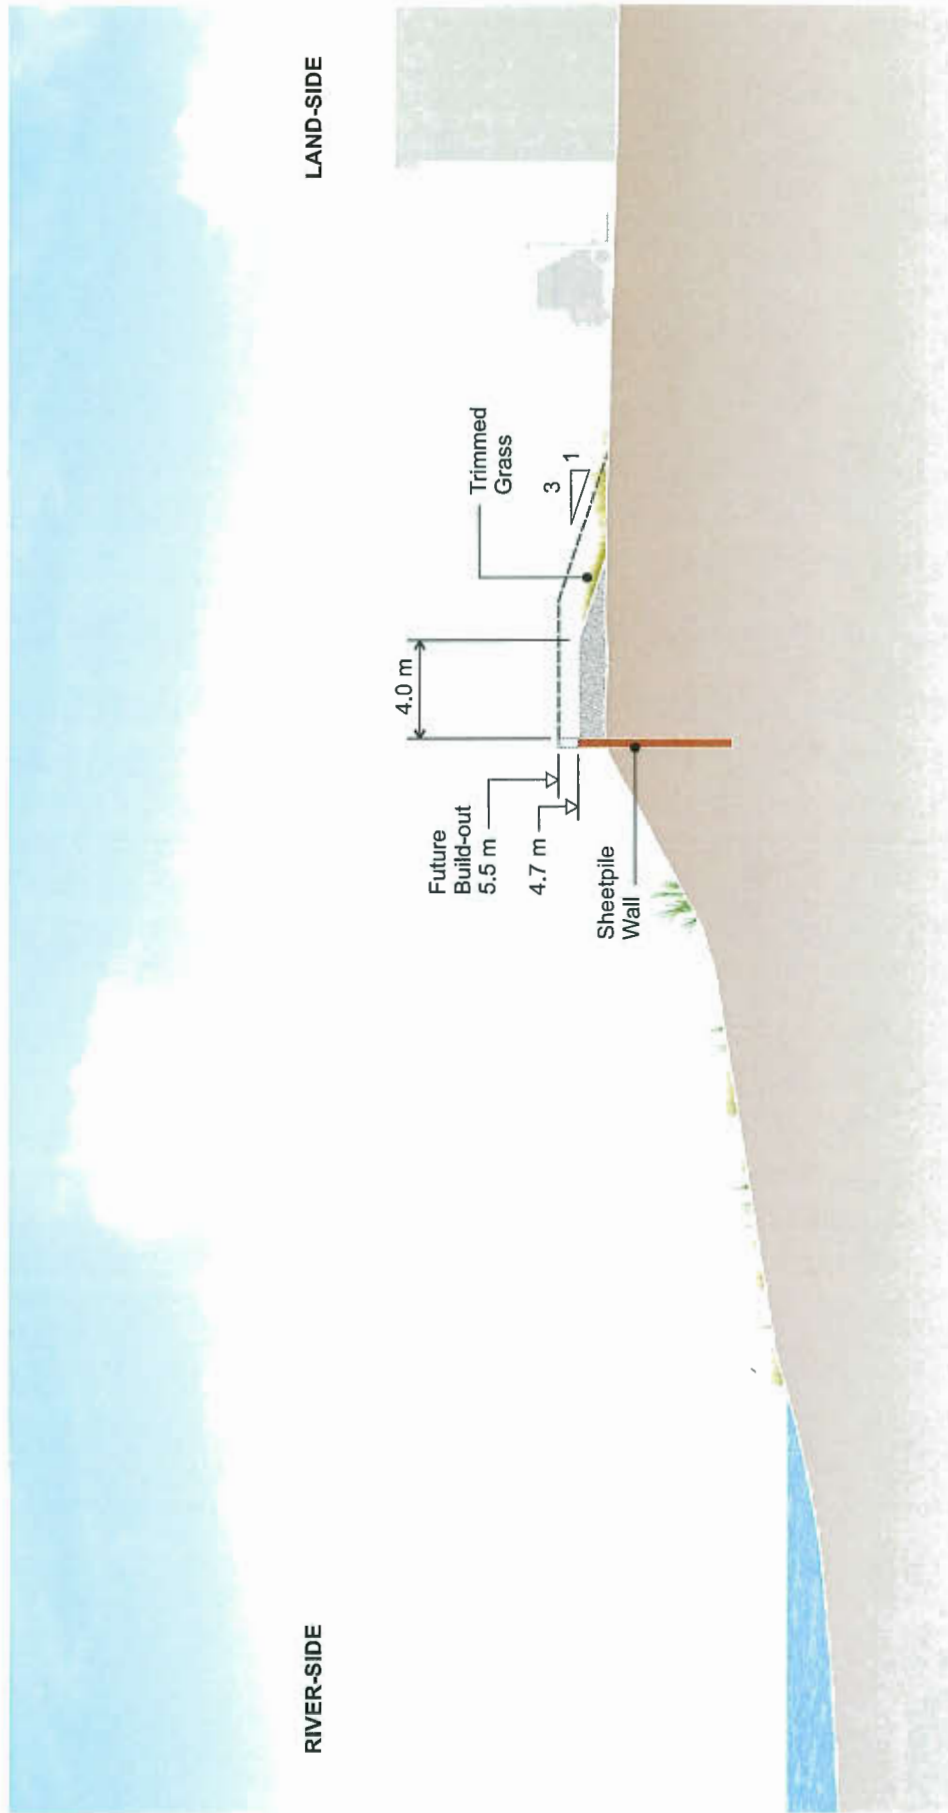 RIVER-SIDE
LAND-SIDE
Future
Build-out
5.5 m
4.7 m
4.0 m
Trimmed
Grass
3
1
Sheetpile
Wall